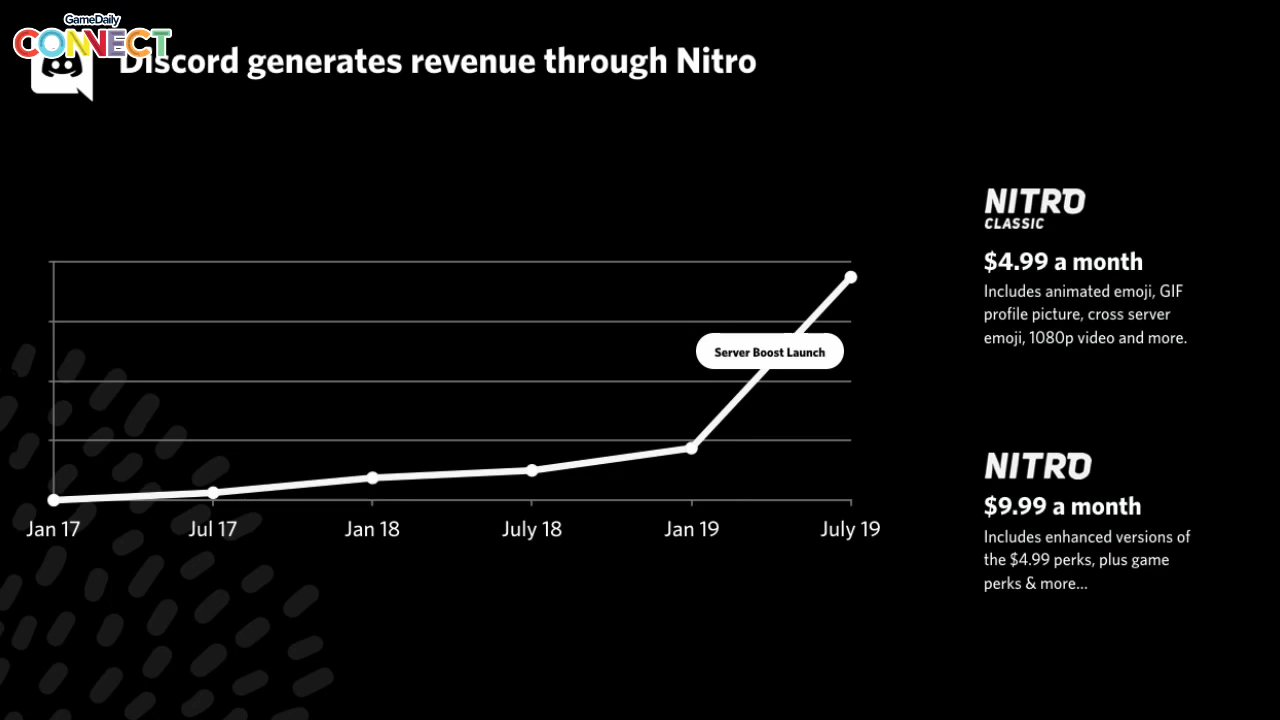 GameDaily
CONNECT
Discord generates revenue through Nitro
NITRO
CLASSIC
$4.99 a month
Includes animated emoji, GIF
profile picture, cross server
emoji, 1080p video and more.
Server Boost Launch
NITRO
$9.99 a month
Includes enhanced versions of
the $4.99 perks, plus game
perks & more...
Jan 17 Jul 17 Jan 18 July 18 Jan 19 July 19